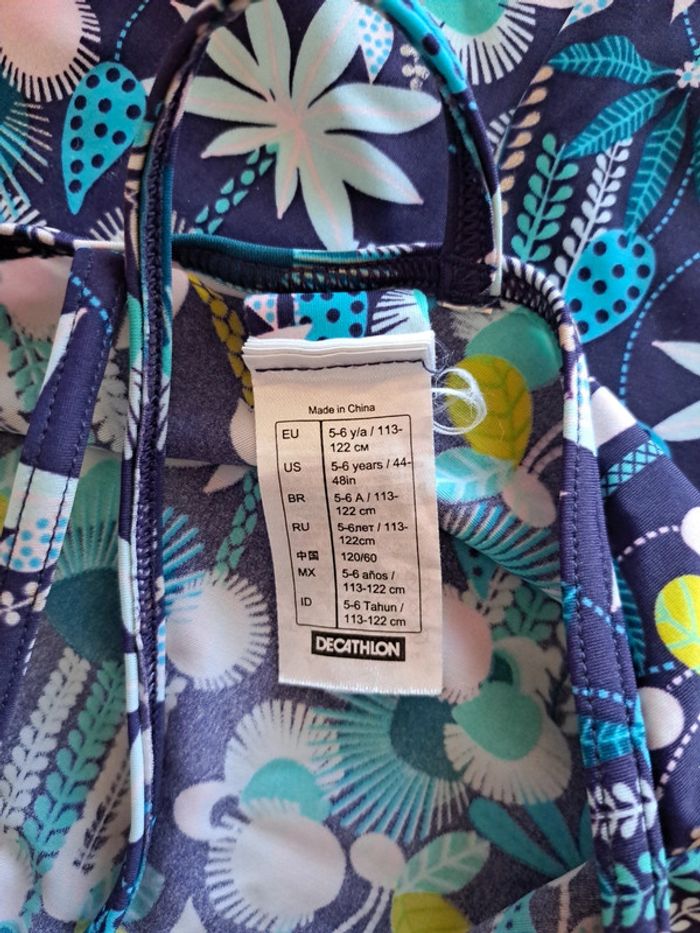 Made in China
EU 5-6 y/a / 113-
122 см
US 5-6 years / 44-
48in
BR 5-6 A / 113-
122 cm
RU 5-6лет / 113-
122cm
中国 120/60
MX 5-6 años /
113-122 cm
ID 5-6 Tahun /
113-122 cm
DECATHLON